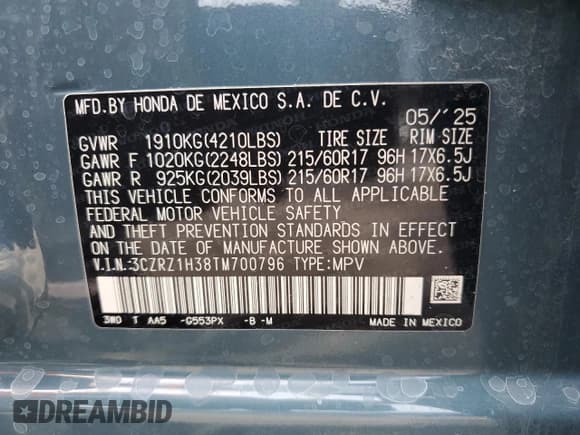 MFD.BY HONDA DE MEXICO S.A. DE C.V.
05/'25
GVWR 1910KG(4210LBS) TIRE SIZE RIM SIZE
GAWR F 1020KG(2248LBS) 215/60R17 96H 17X6.5J
GAWR R 925KG(2039LBS) 215/60R17 96H 17X6.5J
THIS VEHICLE CONFORMS TO ALL APPLICABLE
FEDERAL MOTOR VEHICLE SAFETY
AND THEFT PREVENTION STANDARDS IN EFFECT
ON THE DATE OF MANUFACTURE SHOWN ABOVE.
V.I.N.:3CZRZ1H38TM700796 TYPE:MPV
3W0 T AA5 -G553PX -B -M MADE IN MEXICO
DREAMBID